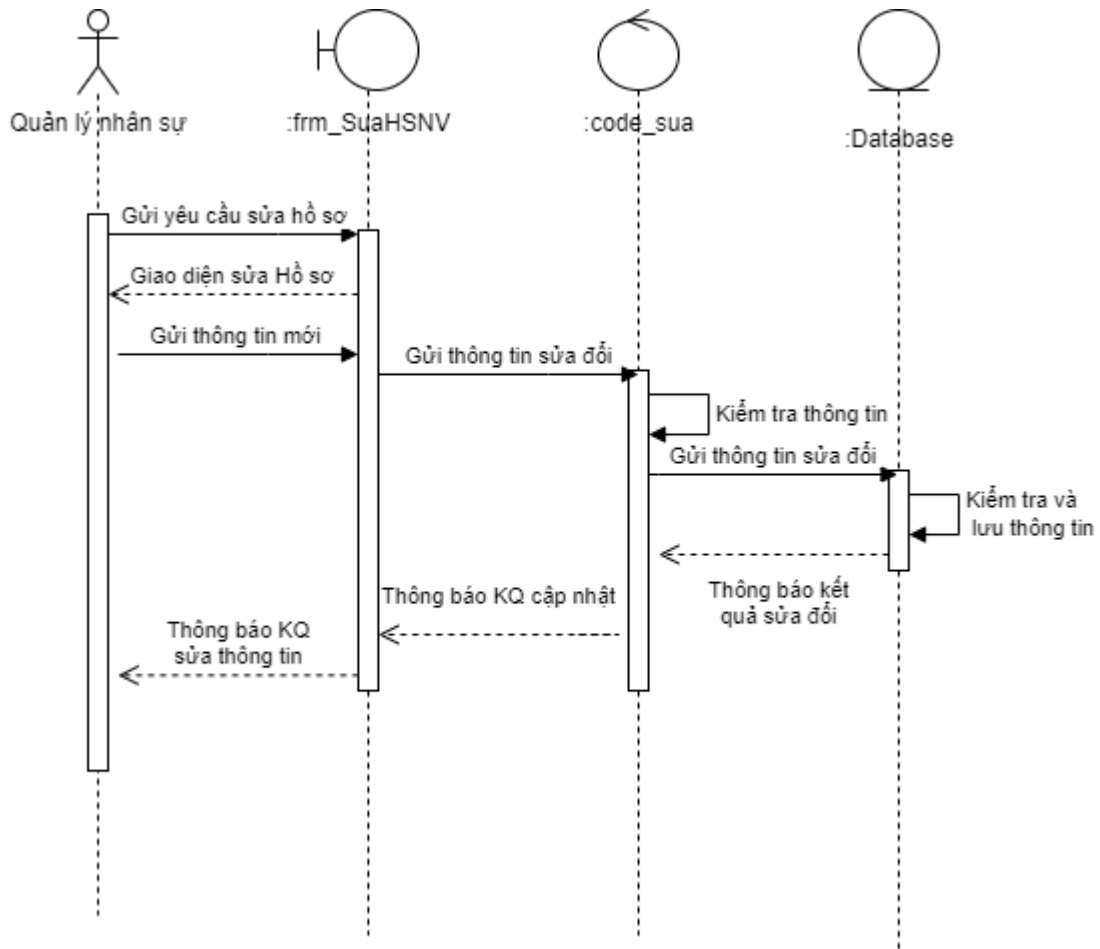 Quản lý nhân sự
:frm_SuaHSNV
:code_sua
:Database
Gửi yêu cầu sửa hồ sơ
Giao diện sửa Hồ sơ
Gửi thông tin mới
Gửi thông tin sửa đổi
Kiểm tra thông tin
Gửi thông tin sửa đổi
Kiểm tra và
lưu thông tin
Thông báo kết
quả sửa đổi
Thông báo KQ cập nhật
Thông báo KQ
sửa thông tin